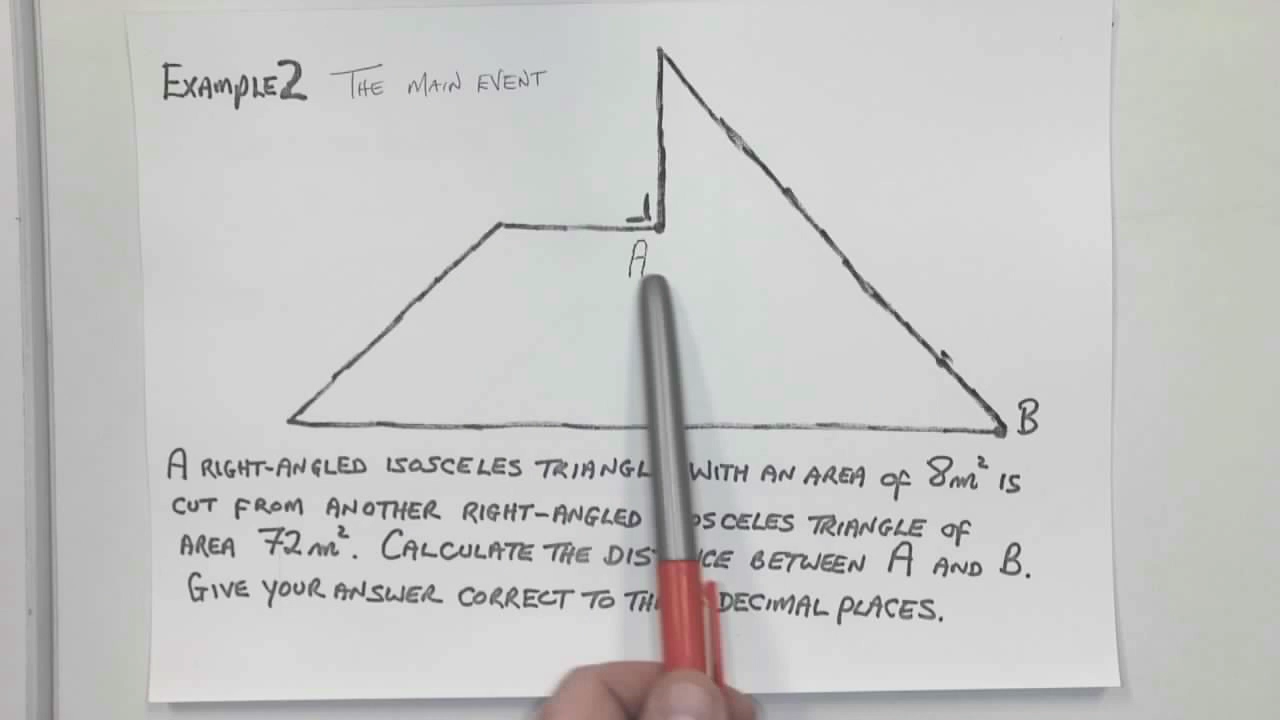 EXAMPLE 2 THE MAIN EVENT
A
B
A RIGHT-ANGLED ISOSCELES TRIANGL WITH AN AREA OF 8m² IS
CUT FROM ANOTHER RIGHT-ANGLED OSCELES TRIANGLE OF
AREA 72m². CALCULATE THE DIS CE BETWEEN A AND B.
GIVE YOUR ANSWER CORRECT TO DECIMAL PLACES.